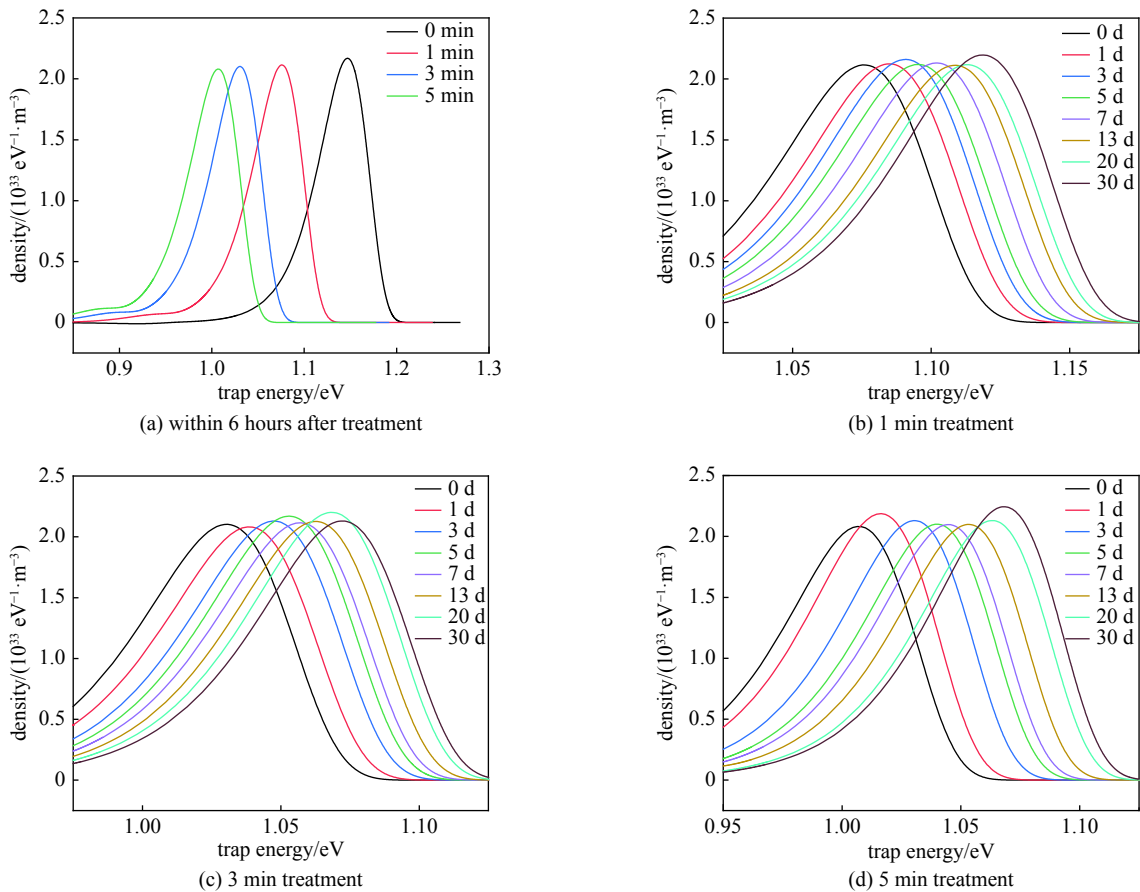 2.5
2.0
1.5
1.0
0.5
0
density/(10³³ eV⁻¹·m⁻³)
0 min
1 min
3 min
5 min
0.9 1.0 1.1 1.2 1.3
trap energy/eV
(a) within 6 hours after treatment
2.5
2.0
1.5
1.0
0.5
0
density/(10³³ eV⁻¹·m⁻³)
0 d
1 d
3 d
5 d
7 d
13 d
20 d
30 d
1.05 1.10 1.15
trap energy/eV
(b) 1 min treatment
2.5
2.0
1.5
1.0
0.5
0
density/(10³³ eV⁻¹·m⁻³)
0 d
1 d
3 d
5 d
7 d
13 d
20 d
30 d
1.00 1.05 1.10
trap energy/eV
(c) 3 min treatment
2.5
2.0
1.5
1.0
0.5
0
density/(10³³ eV⁻¹·m⁻³)
0 d
1 d
3 d
5 d
7 d
13 d
20 d
30 d
0.95 1.00 1.05 1.10
trap energy/eV
(d) 5 min treatment